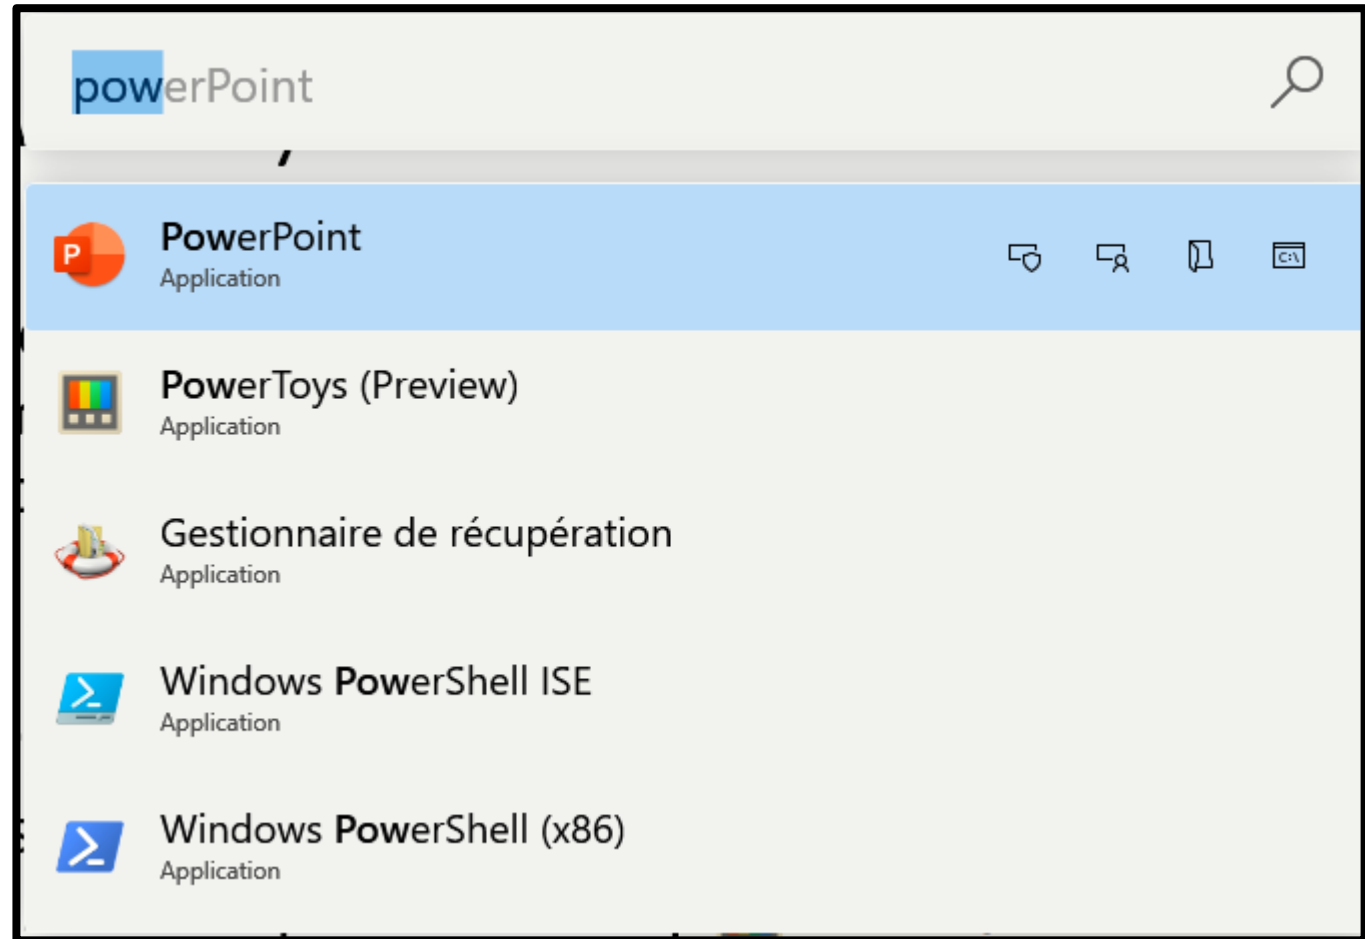 powerPoint
PowerPoint
Application
C:\
PowerToys (Preview)
Application
Gestionnaire de récupération
Application
Windows PowerShell ISE
Application
Windows PowerShell (x86)
Application